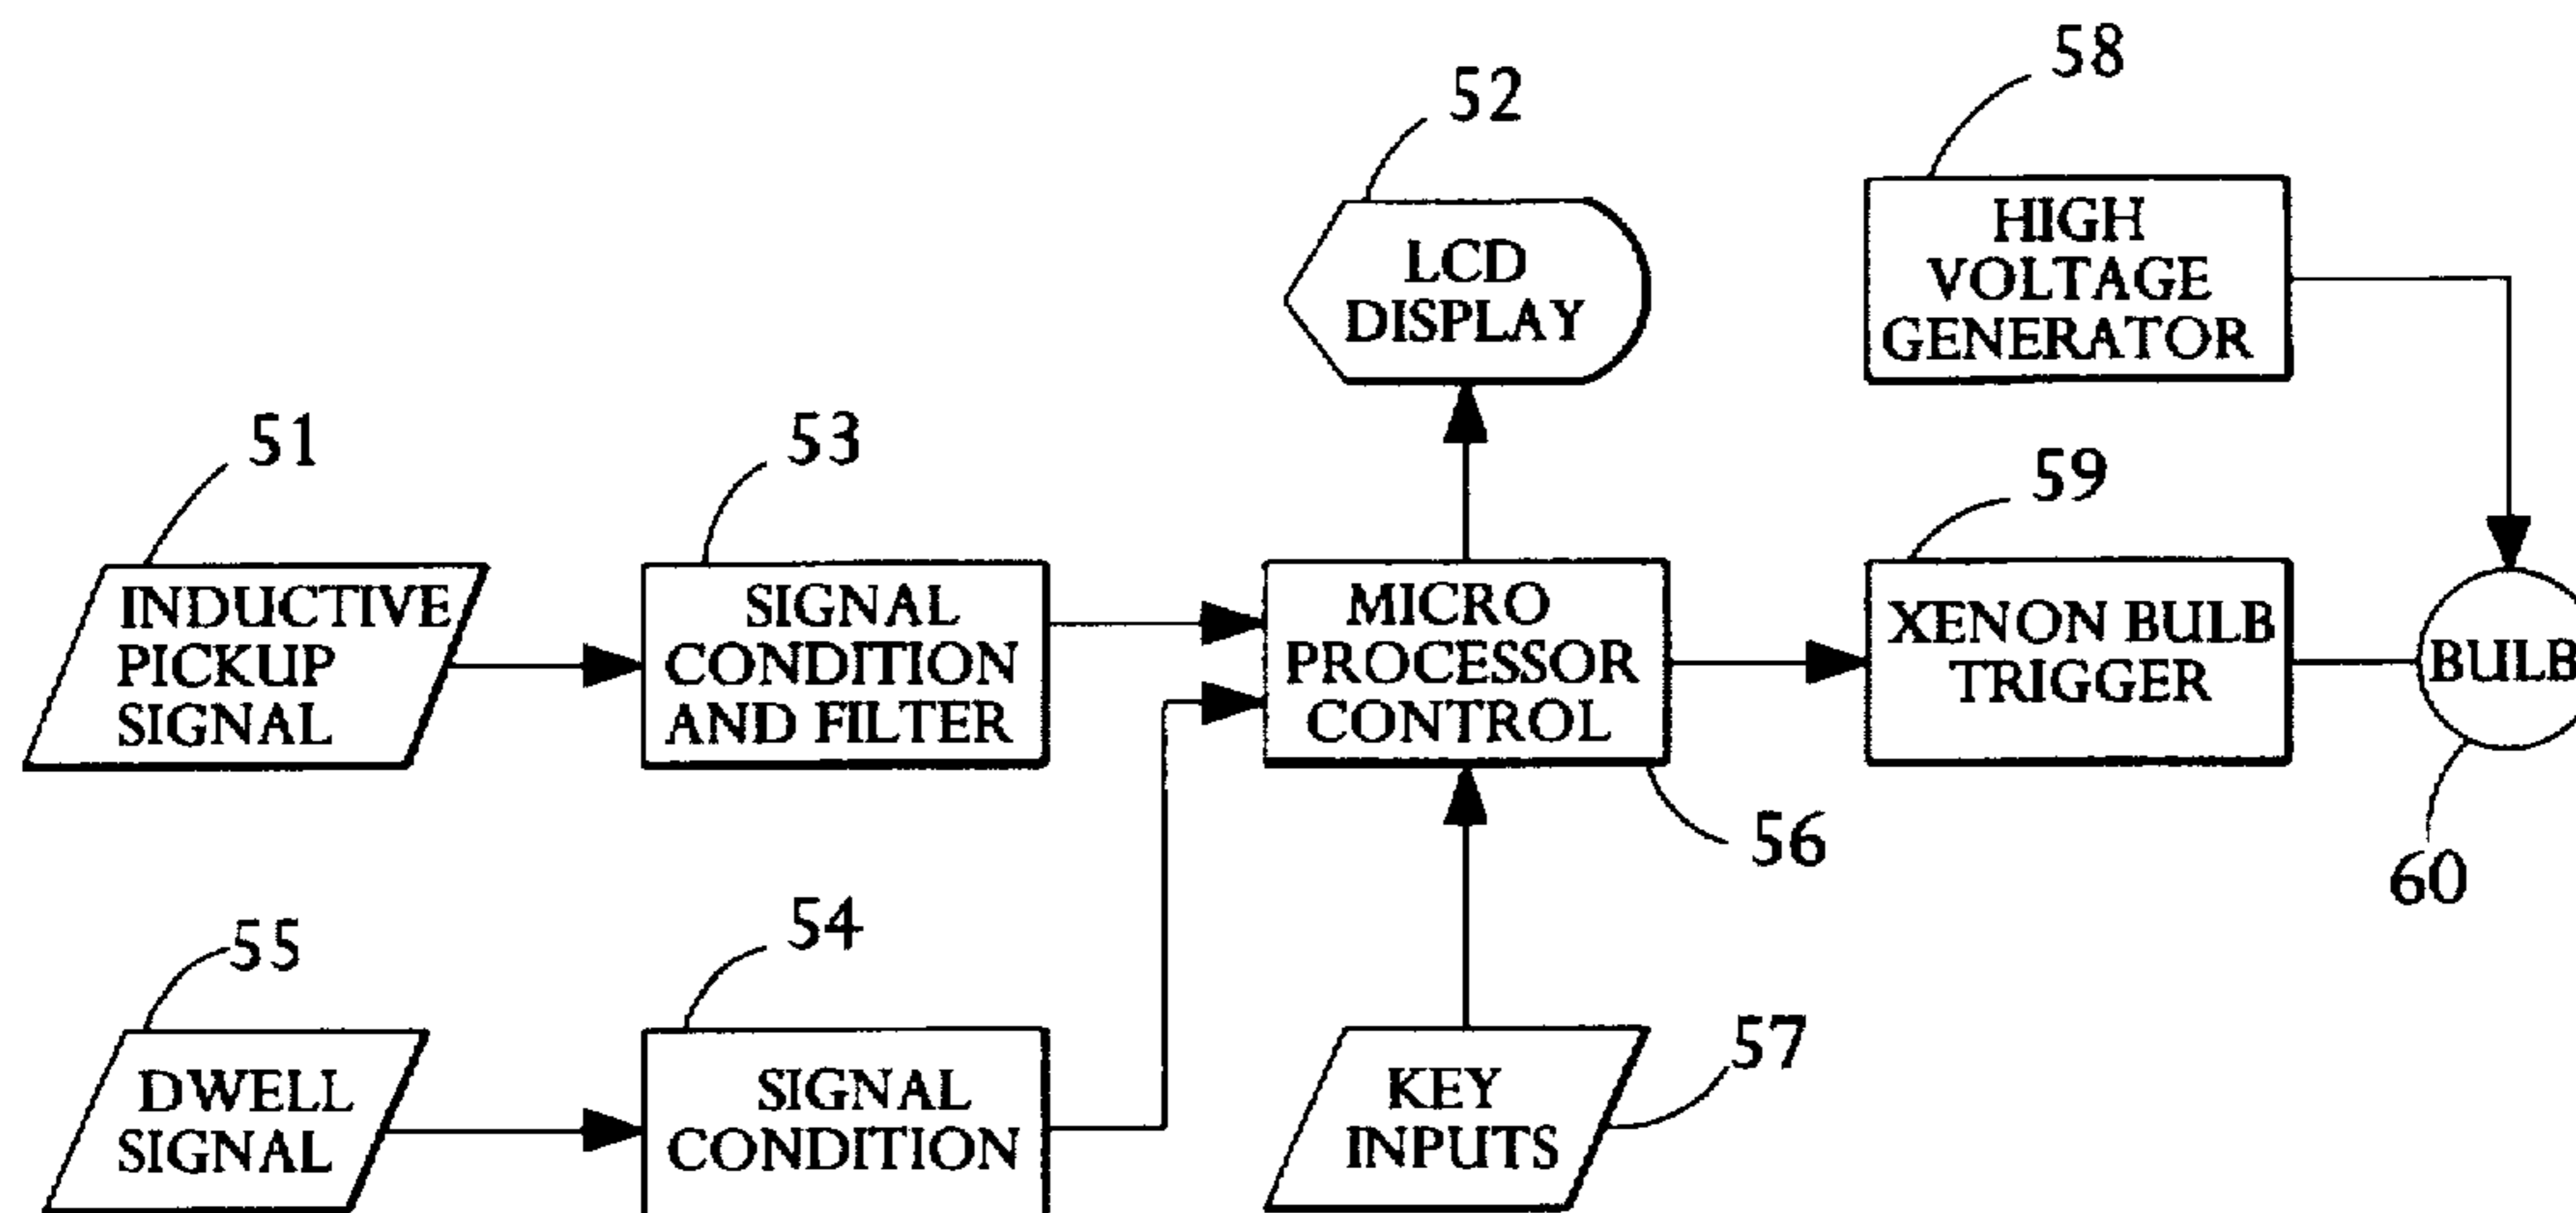 58
52
HIGH
VOLTAGE
GENERATOR
LCD
DISPLAY
51
53
59
INDUCTIVE
PICKUP
SIGNAL
SIGNAL
CONDITION
AND FILTER
MICRO
PROCESSOR
CONTROL
XENON BULB
TRIGGER
BULB
56
60
55
54
57
DWELL
SIGNAL
SIGNAL
CONDITION
KEY
INPUTS